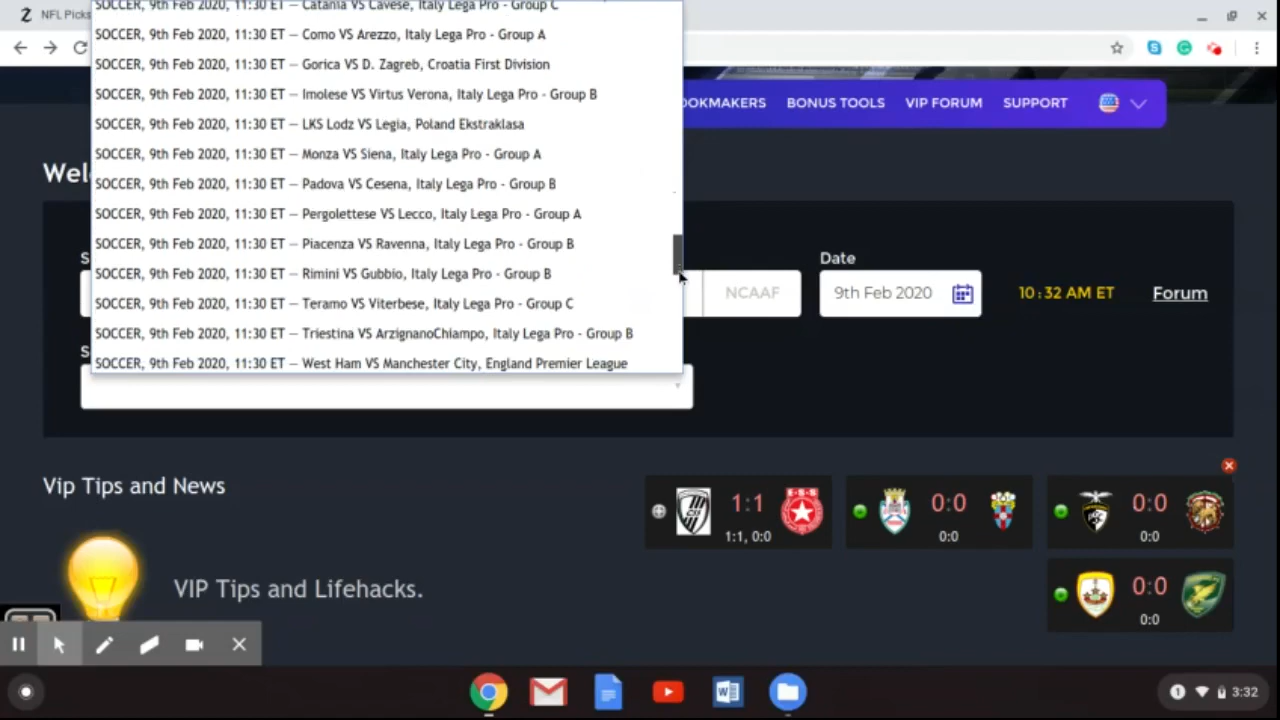 NFL Picks
SOCCER, 9th Feb 2020, 11:30 ET — Catania VS Cavese, Italy Lega Pro - Group C
SOCCER, 9th Feb 2020, 11:30 ET — Como VS Arezzo, Italy Lega Pro - Group A
SOCCER, 9th Feb 2020, 11:30 ET — Gorica VS D. Zagreb, Croatia First Division
SOCCER, 9th Feb 2020, 11:30 ET — Imolese VS Virtus Verona, Italy Lega Pro - Group B
SOCCER, 9th Feb 2020, 11:30 ET — LKS Lodz VS Legia, Poland Ekstraklasa
SOCCER, 9th Feb 2020, 11:30 ET — Monza VS Siena, Italy Lega Pro - Group A
SOCCER, 9th Feb 2020, 11:30 ET — Padova VS Cesena, Italy Lega Pro - Group B
SOCCER, 9th Feb 2020, 11:30 ET — Pergolettese VS Lecco, Italy Lega Pro - Group A
SOCCER, 9th Feb 2020, 11:30 ET — Piacenza VS Ravenna, Italy Lega Pro - Group B
SOCCER, 9th Feb 2020, 11:30 ET — Rimini VS Gubbio, Italy Lega Pro - Group B
SOCCER, 9th Feb 2020, 11:30 ET — Teramo VS Viterbese, Italy Lega Pro - Group C
SOCCER, 9th Feb 2020, 11:30 ET — Triestina VS ArzignanoChiampo, Italy Lega Pro - Group B
SOCCER, 9th Feb 2020, 11:30 ET — West Ham VS Manchester City, England Premier League
OOKMAKERS BONUS TOOLS VIP FORUM SUPPORT
Wel
S
Date
NCAAF 9th Feb 2020 10:32 AM ET Forum
S
Vip Tips and News
1:1 0:0 0:0
1:1, 0:0 0:0 0:0
VIP Tips and Lifehacks.
0:0
0:0
3:32